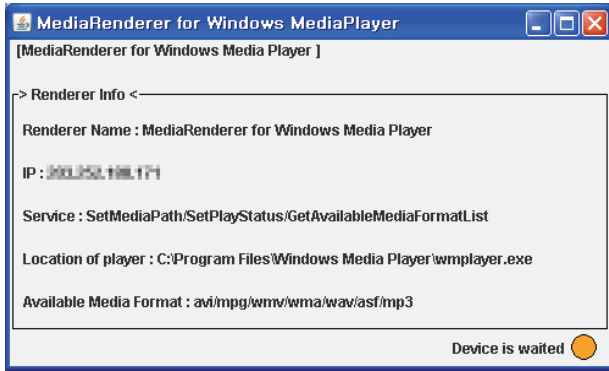 MediaRenderer for Windows MediaPlayer
[MediaRenderer for Windows Media Player ]
> Renderer Info <
Renderer Name : MediaRenderer for Windows Media Player
IP :
Service : SetMediaPath/SetPlayStatus/GetAvailableMediaFormatList
Location of player : C:\Program Files\Windows Media Player\wmplayer.exe
Available Media Format : avi/mpg/wmv/wma/wav/asf/mp3
Device is waited